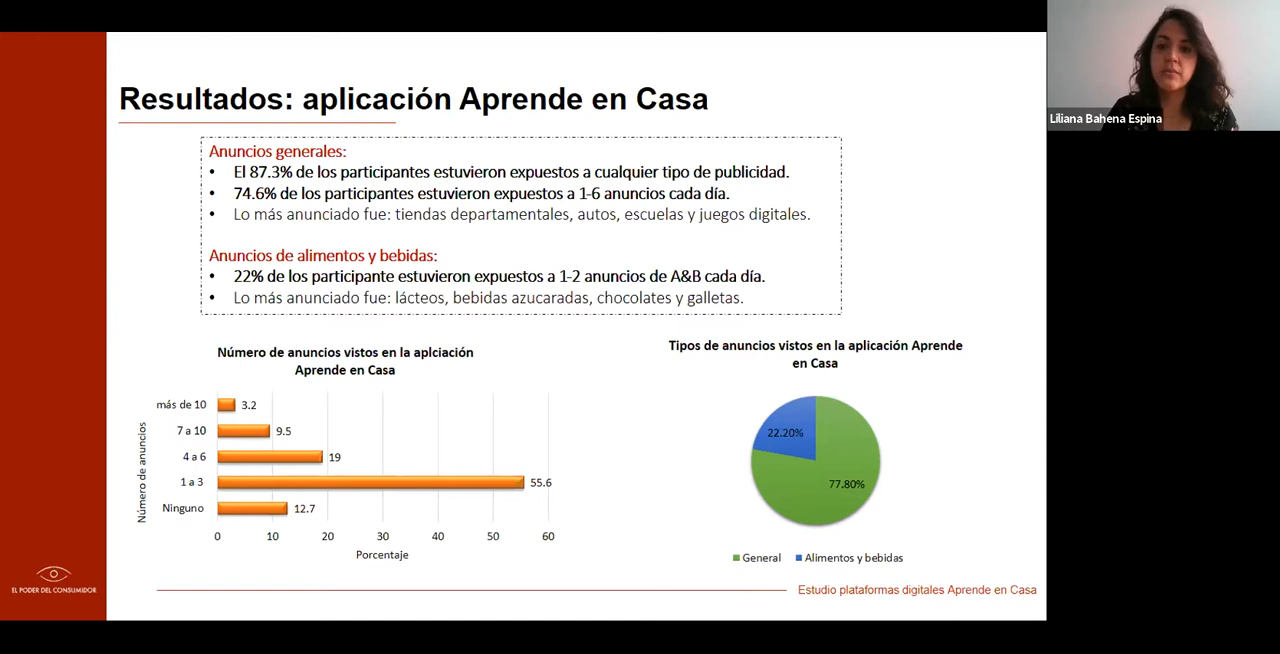 Resultados: aplicación Aprende en Casa
Liliana Bahena Espina
Anuncios generales:
• El 87.3% de los participantes estuvieron expuestos a cualquier tipo de publicidad.
• 74.6% de los participantes estuvieron expuestos a 1-6 anuncios cada día.
• Lo más anunciado fue: tiendas departamentales, autos, escuelas y juegos digitales.
Anuncios de alimentos y bebidas:
• 22% de los participante estuvieron expuestos a 1-2 anuncios de A&B cada día.
• Lo más anunciado fue: lácteos, bebidas azucaradas, chocolates y galletas.
Número de anuncios vistos en la aplciación
Aprende en Casa
Número de anuncios
más de 10 3.2
7 a 10 9.5
4 a 6 19
1 a 3 55.6
Ninguno 12.7
0 10 20 30 40 50 60
Porcentaje
Tipos de anuncios vistos en la aplicación Aprende
en Casa
22.20%
77.80%
General Alimentos y bebidas
EL PODER DEL CONSUMIDOR
Estudio plataformas digitales Aprende en Casa